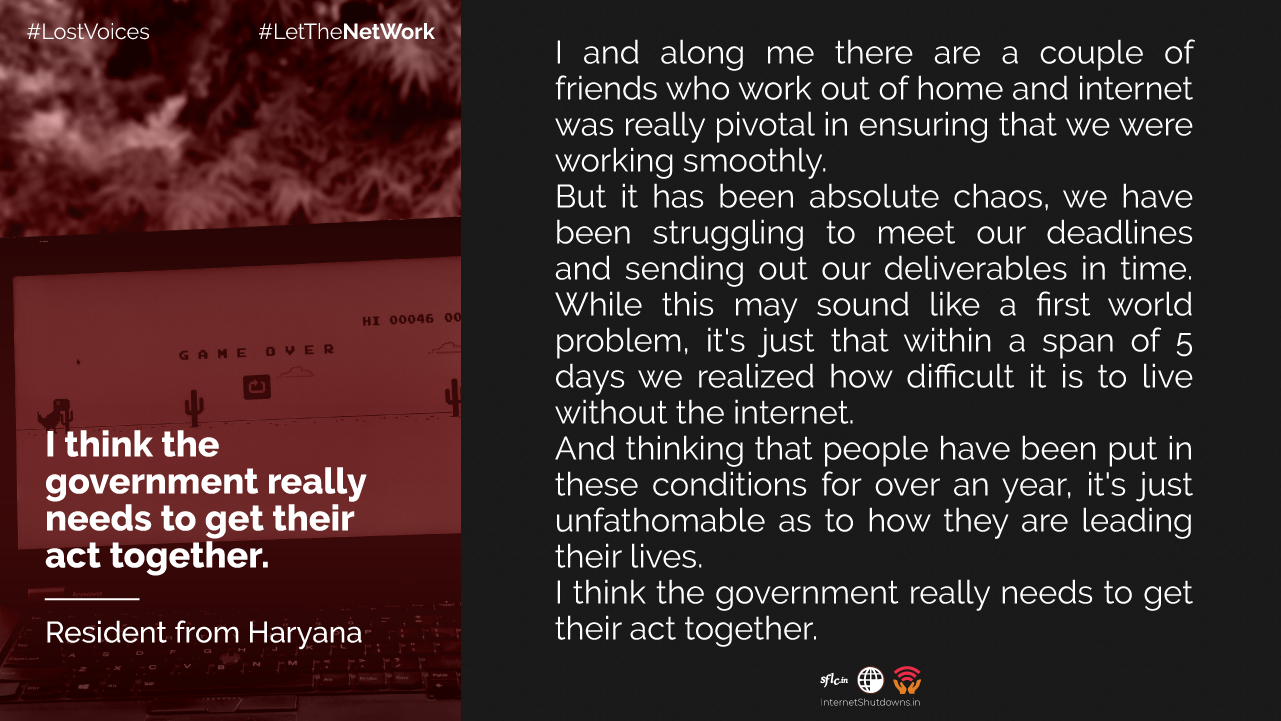 #LostVoices #LetTheNetWork
HI 00046 00
GAME OVER
I think the
government really
needs to get their
act together.
Resident from Haryana
I and along me there are a couple of
friends who work out of home and internet
was really pivotal in ensuring that we were
working smoothly.
But it has been absolute chaos, we have
been struggling to meet our deadlines
and sending out our deliverables in time.
While this may sound like a first world
problem, it's just that within a span of 5
days we realized how difficult it is to live
without the internet.
And thinking that people have been put in
these conditions for over an year, it's just
unfathomable as to how they are leading
their lives.
I think the government really needs to get
their act together.
sflc.in
InternetShutdowns.in